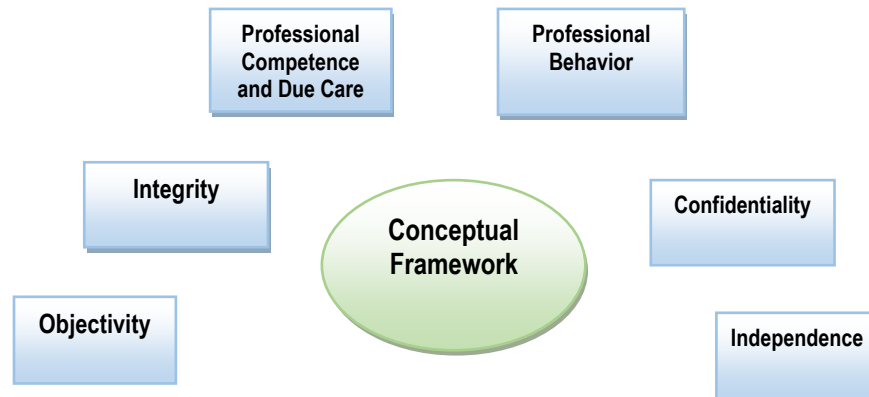 Professional
Competence
and Due Care
Professional
Behavior
Integrity
Confidentiality
Conceptual
Framework
Objectivity
Independence